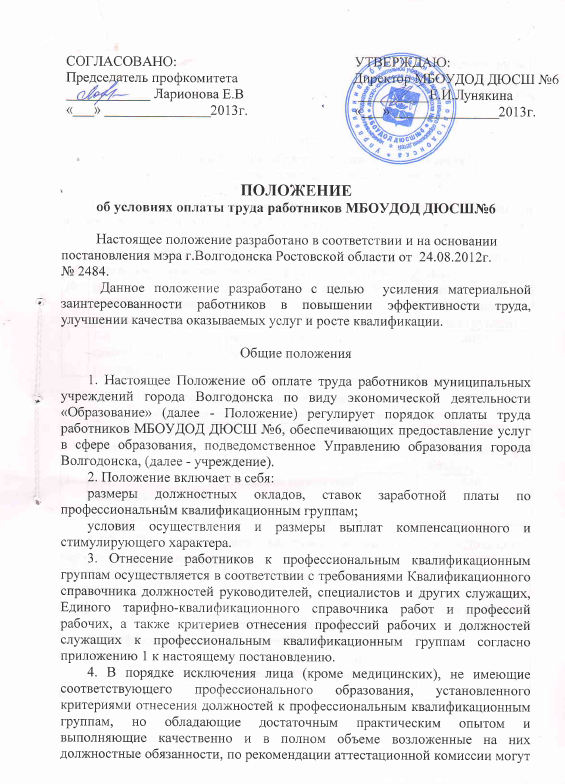 СОГЛАСОВАНО:
Председатель профкомитета
____________ Ларионова Е.В
«___» _______________2013г.
УТВЕРЖДАЮ:
Директор МБОУДОД ДЮСШ №6
Е.И.Лунякина
«___» _______________2013г.
ПОЛОЖЕНИЕ
об условиях оплаты труда работников МБОУДОД ДЮСШ№6
Настоящее положение разработано в соответствии и на основании
постановления мэра г.Волгодонска Ростовской области от 24.08.2012г.
№ 2484.
Данное положение разработано с целью усиления материальной
заинтересованности работников в повышении эффективности труда,
улучшении качества оказываемых услуг и росте квалификации.
Общие положения
1. Настоящее Положение об оплате труда работников муниципальных
учреждений города Волгодонска по виду экономической деятельности
«Образование» (далее - Положение) регулирует порядок оплаты труда
работников МБОУДОД ДЮСШ №6, обеспечивающих предоставление услуг
в сфере образования, подведомственное Управлению образования города
Волгодонска, (далее - учреждение).
2. Положение включает в себя:
размеры должностных окладов, ставок заработной платы по
профессиональным квалификационным группам;
условия осуществления и размеры выплат компенсационного и
стимулирующего характера.
3. Отнесение работников к профессиональным квалификационным
группам осуществляется в соответствии с требованиями Квалификационного
справочника должностей руководителей, специалистов и других служащих,
Единого тарифно-квалификационного справочника работ и профессий
рабочих, а также критериев отнесения профессий рабочих и должностей
служащих к профессиональным квалификационным группам согласно
приложению 1 к настоящему постановлению.
4. В порядке исключения лица (кроме медицинских), не имеющие
соответствующего профессионального образования, установленного
критериями отнесения должностей к профессиональным квалификационным
группам, но обладающие достаточным практическим опытом и
выполняющие качественно и в полном объеме возложенные на них
должностные обязанности, по рекомендации аттестационной комиссии могут